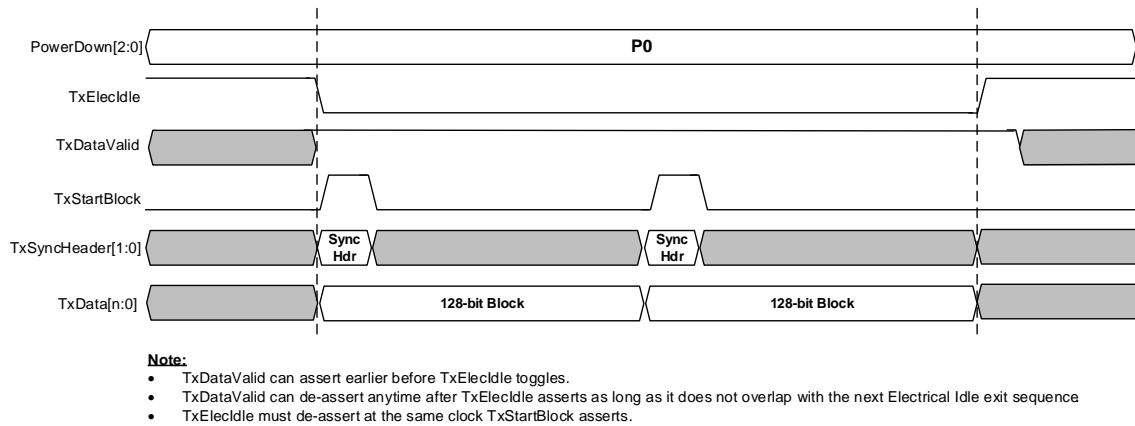 PowerDown[2:0]
P0
TxElecIdle
TxDataValid
TxStartBlock
TxSyncHeader[1:0]
Sync
Hdr
Sync
Hdr
TxData[n:0]
128-bit Block
128-bit Block
Note:
• TxDataValid can assert earlier before TxElecIdle toggles.
• TxDataValid can de-assert anytime after TxElecIdle asserts as long as it does not overlap with the next Electrical Idle exit sequence
• TxElecIdle must de-assert at the same clock TxStartBlock asserts.